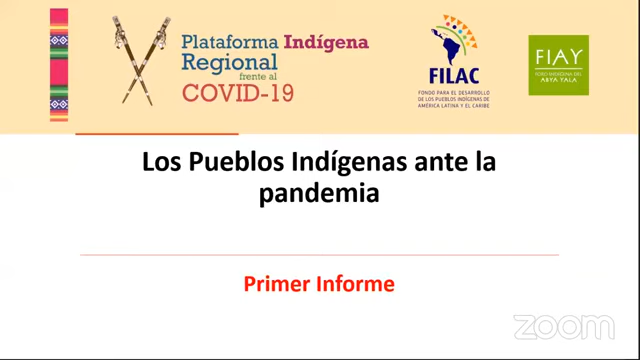 Plataforma Indígena
Regional
frente al
COVID-19
FILAC
FONDO PARA EL DESARROLLO
DE LOS PUEBLOS INDÍGENAS DE
AMÉRICA LATINA Y EL CARIBE
FIAY
FORO INDÍGENA DEL
ABYA YALA
Los Pueblos Indígenas ante la
pandemia
Primer Informe
zoom